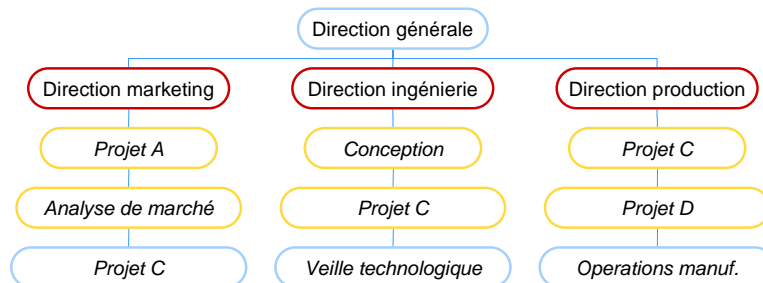 Direction générale
Direction marketing
Direction ingénierie
Direction production
Projet A
Conception
Projet C
Analyse de marché
Projet C
Projet D
Projet C
Veille technologique
Operations manuf.